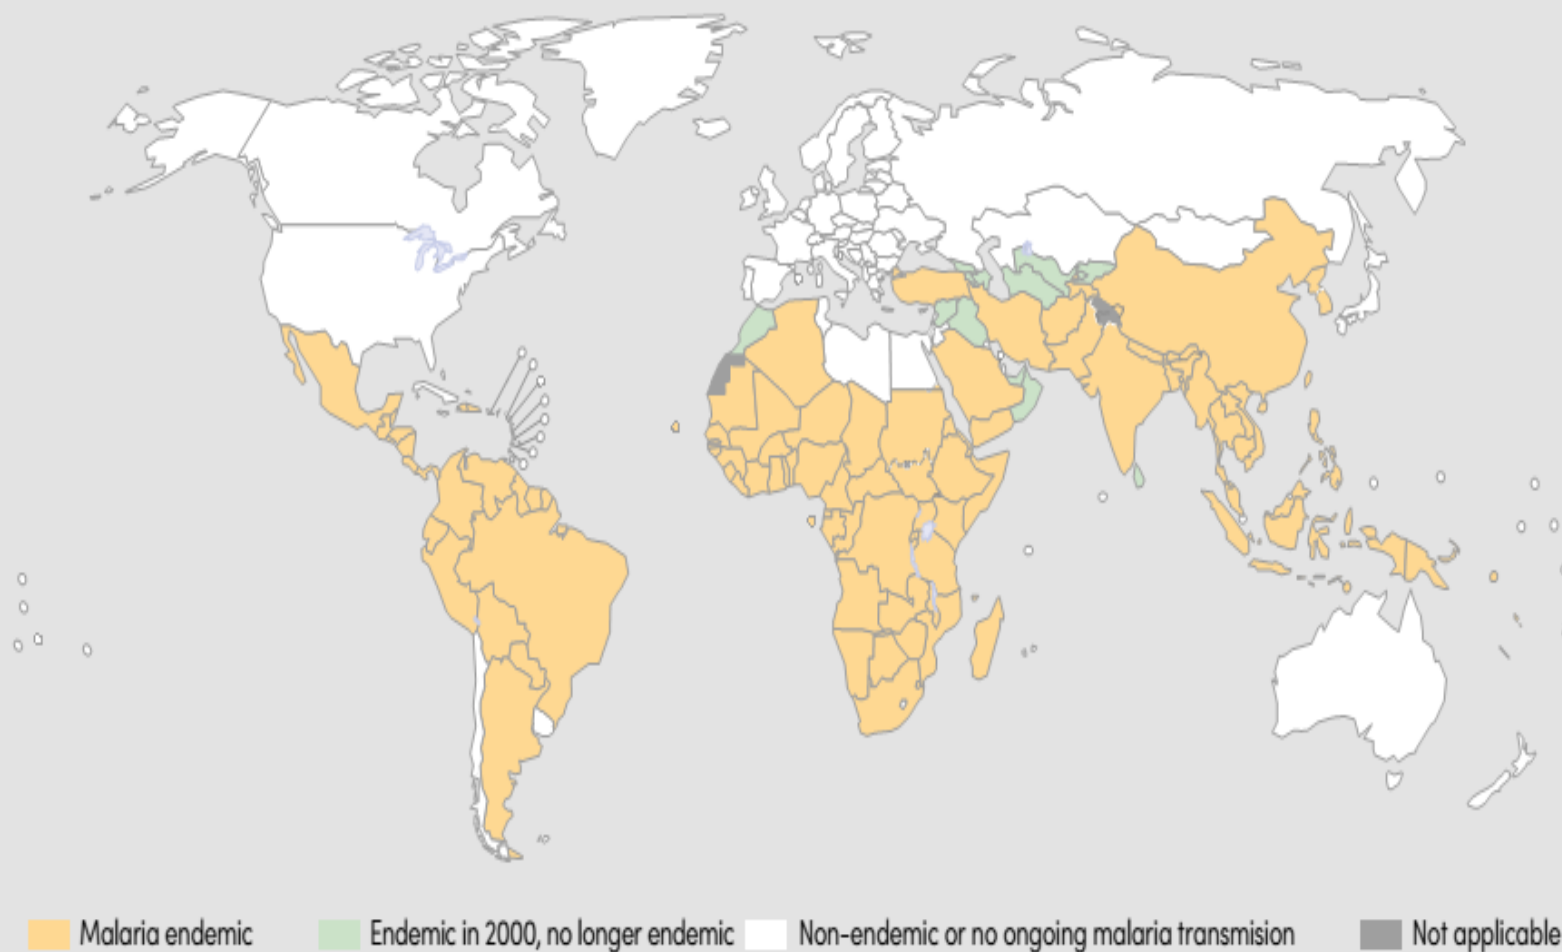 Malaria endemic
Endemic in 2000, no longer endemic
Non-endemic or no ongoing malaria transmision
Not applicable